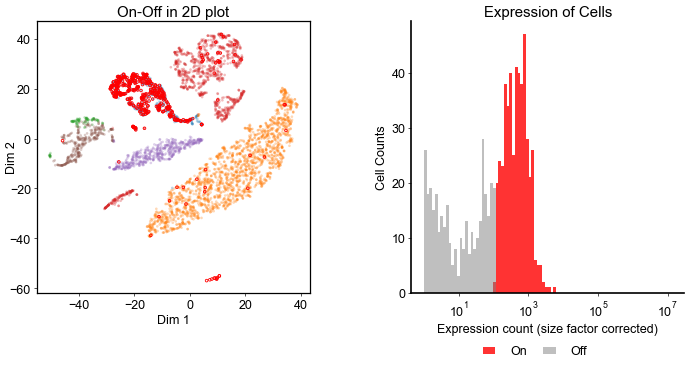 On-Off in 2D plot
40
20
0
−20
−40
−60
Dim 2
−40
−20
0
20
40
Dim 1
Expression of Cells
40
30
20
10
0
Cell Counts
10^1
10^3
10^5
10^7
Expression count (size factor corrected)
On
Off